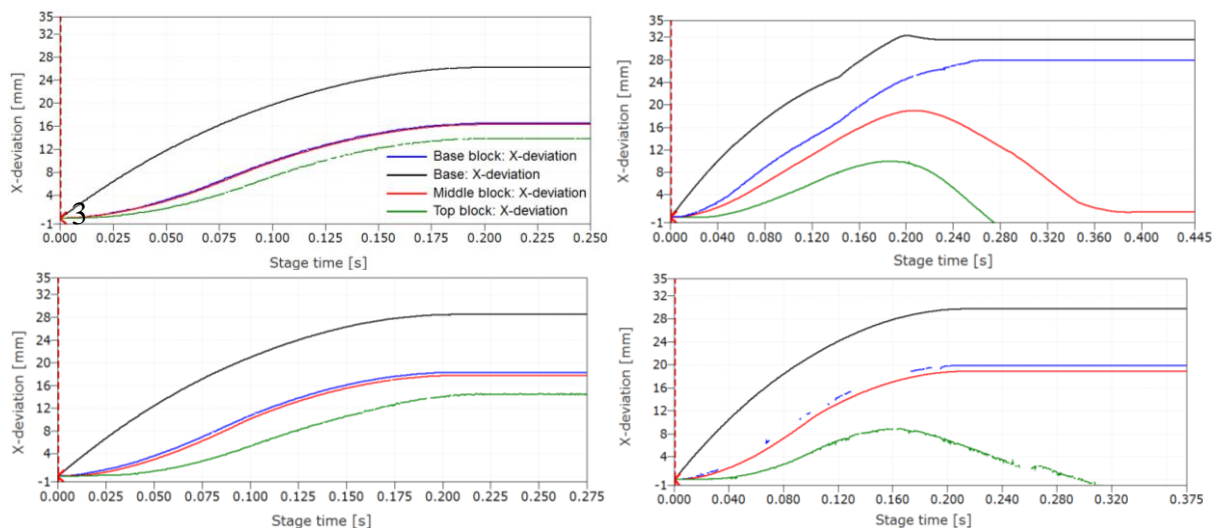 X-deviation [mm]
35
32
28
24
20
16
12
8
4
-1
3
Base block: X-deviation
Base: X-deviation
Middle block: X-deviation
Top block: X-deviation
0.000 0.025 0.050 0.075 0.100 0.125 0.150 0.175 0.200 0.225 0.250
Stage time [s]
X-deviation [mm]
35
32
28
24
20
16
12
8
4
-1
0.000 0.040 0.080 0.120 0.160 0.200 0.240 0.280 0.320 0.360 0.400 0.445
Stage time [s]
X-deviation [mm]
35
32
28
24
20
16
12
8
4
-1
0.000 0.025 0.050 0.075 0.100 0.125 0.150 0.175 0.200 0.225 0.250 0.275
Stage time [s]
X-deviation [mm]
35
32
28
24
20
16
12
8
4
-1
0.000 0.040 0.080 0.120 0.160 0.200 0.240 0.280 0.320 0.375
Stage time [s]